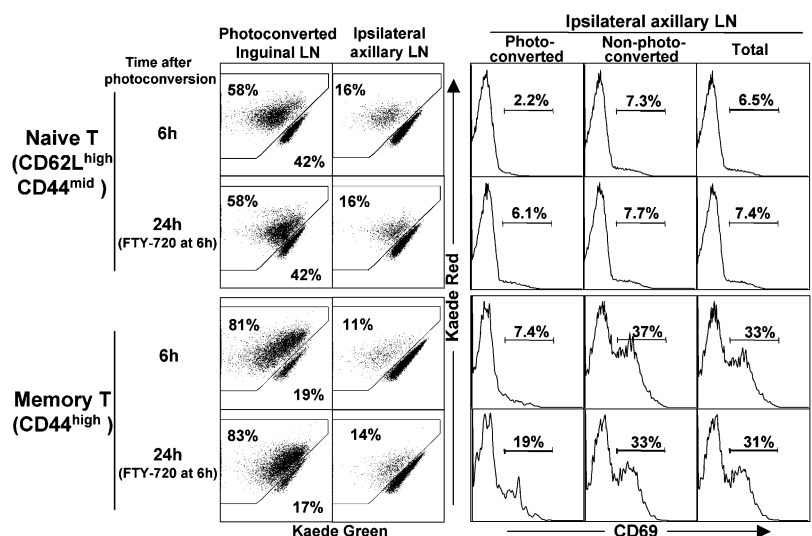 Ipsilateral axillary LN
Photoconverted
Inguinal LN
Ipsilateral
axillary LN
Photo-
converted
Non-photo-
converted
Total
Time after
photoconversion
Naive T
(CD62Lhigh
CD44mid )
6h
58%
42%
16%
2.2%
7.3%
6.5%
24h
(FTY-720 at 6h)
58%
42%
16%
6.1%
7.7%
7.4%
Kaede Red
Memory T
(CD44high )
6h
81%
19%
11%
7.4%
37%
33%
24h
(FTY-720 at 6h)
83%
17%
14%
19%
33%
31%
Kaede Green
CD69